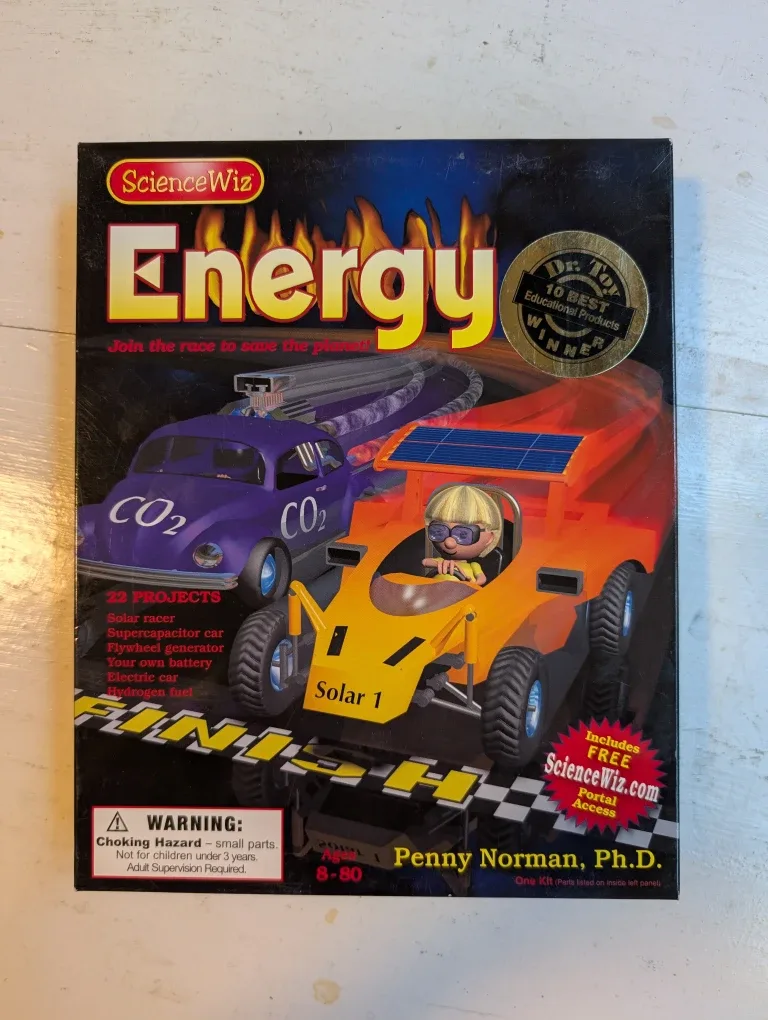 ScienceWiz
Energy
Join the race to save the planet!
Dr. Toy
10 BEST
Educational Products
WINNER
CO2
CO2
22 PROJECTS
Solar racer
Supercapacitor car
Flywheel generator
Your own battery
Electric car
Hydrogen fuel
Solar 1
FINISH
Includes
FREE
ScienceWiz.com
Portal
Access
WARNING:
Choking Hazard – small parts.
Not for children under 3 years.
Adult Supervision Required.
Ages
8-80
Penny Norman, Ph.D.
One Kit (Parts listed on inside left panel)